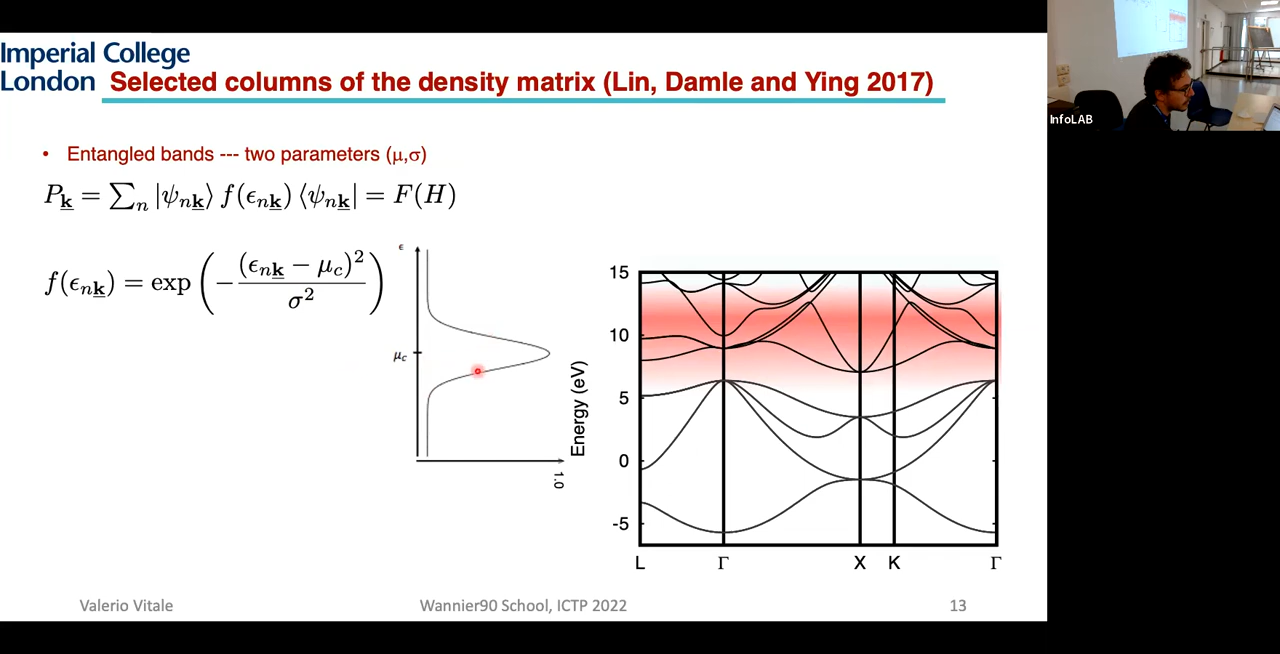 Imperial College
London Selected columns of the density matrix (Lin, Damle and Ying 2017)
InfoLAB
• Entangled bands --- two parameters (μ,σ)
P_k = ∑_n |ψ_nk⟩ f(ϵ_nk) ⟨ψ_nk| = F(H)
f(ϵ_nk) = exp(−(ϵ_nk − μ_c)²/σ²)
ϵ
μ_c
1.0
Energy (eV)
15
10
5
0
-5
L Γ X K Γ
Valerio Vitale Wannier90 School, ICTP 2022 13